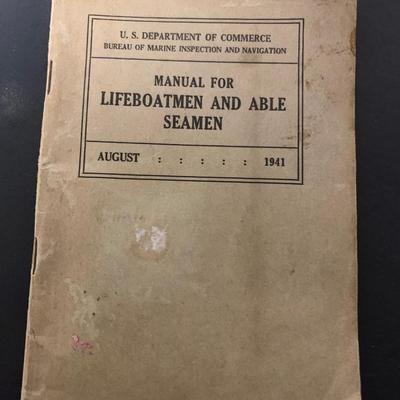 U. S. DEPARTMENT OF COMMERCE
BUREAU OF MARINE INSPECTION AND NAVIGATION
MANUAL FOR
LIFEBOATMEN AND ABLE
SEAMEN
AUGUST : : : : : 1941